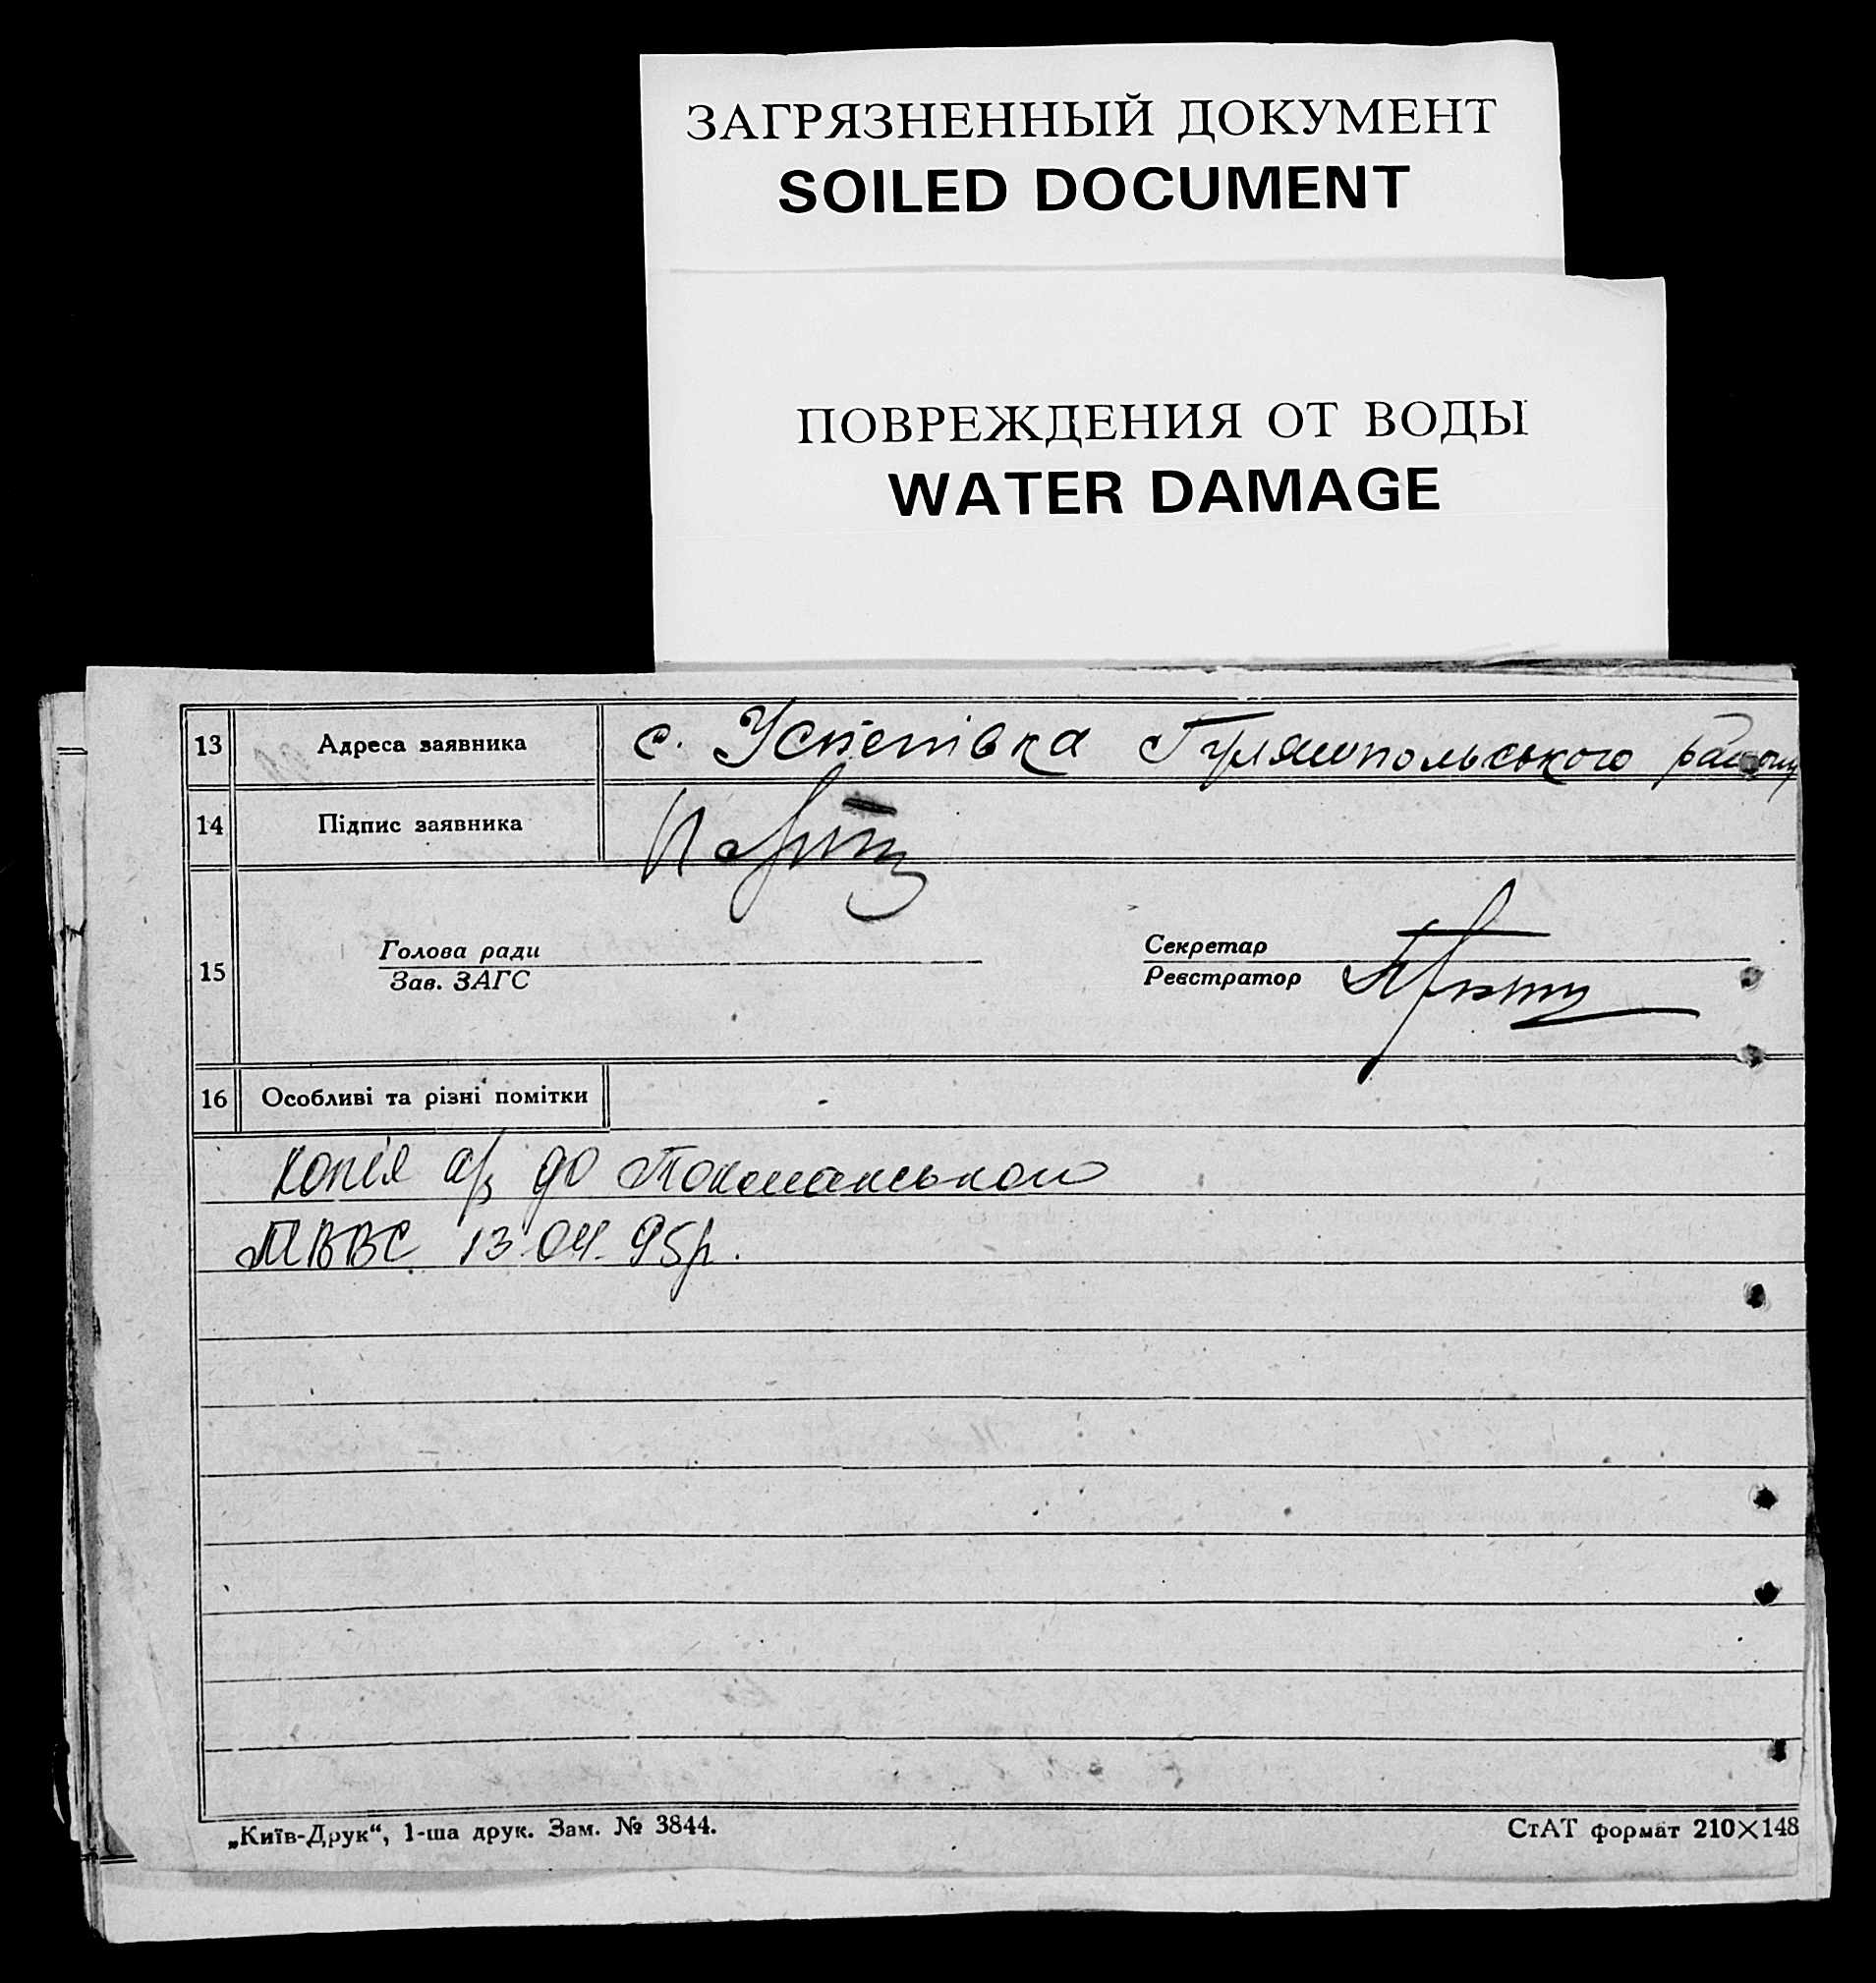 ЗАГРЯЗНЕННЫЙ ДОКУМЕНТ
SOILED DOCUMENT
ПОВРЕЖДЕНИЯ ОТ ВОДЫ
WATER DAMAGE
13 Адреса заявника с. Успенівка Гуляйпольського району
14 Підпис заявника
15 Голова ради
Зав. ЗАГС
Секретар
Реєстратор
16 Особливі та різні помітки
копія а/з до Токмакського
МВВС 13.04.95р.
„Київ-Друк“, 1-ша друк. Зам. № 3844.
СтАТ формат 210×148